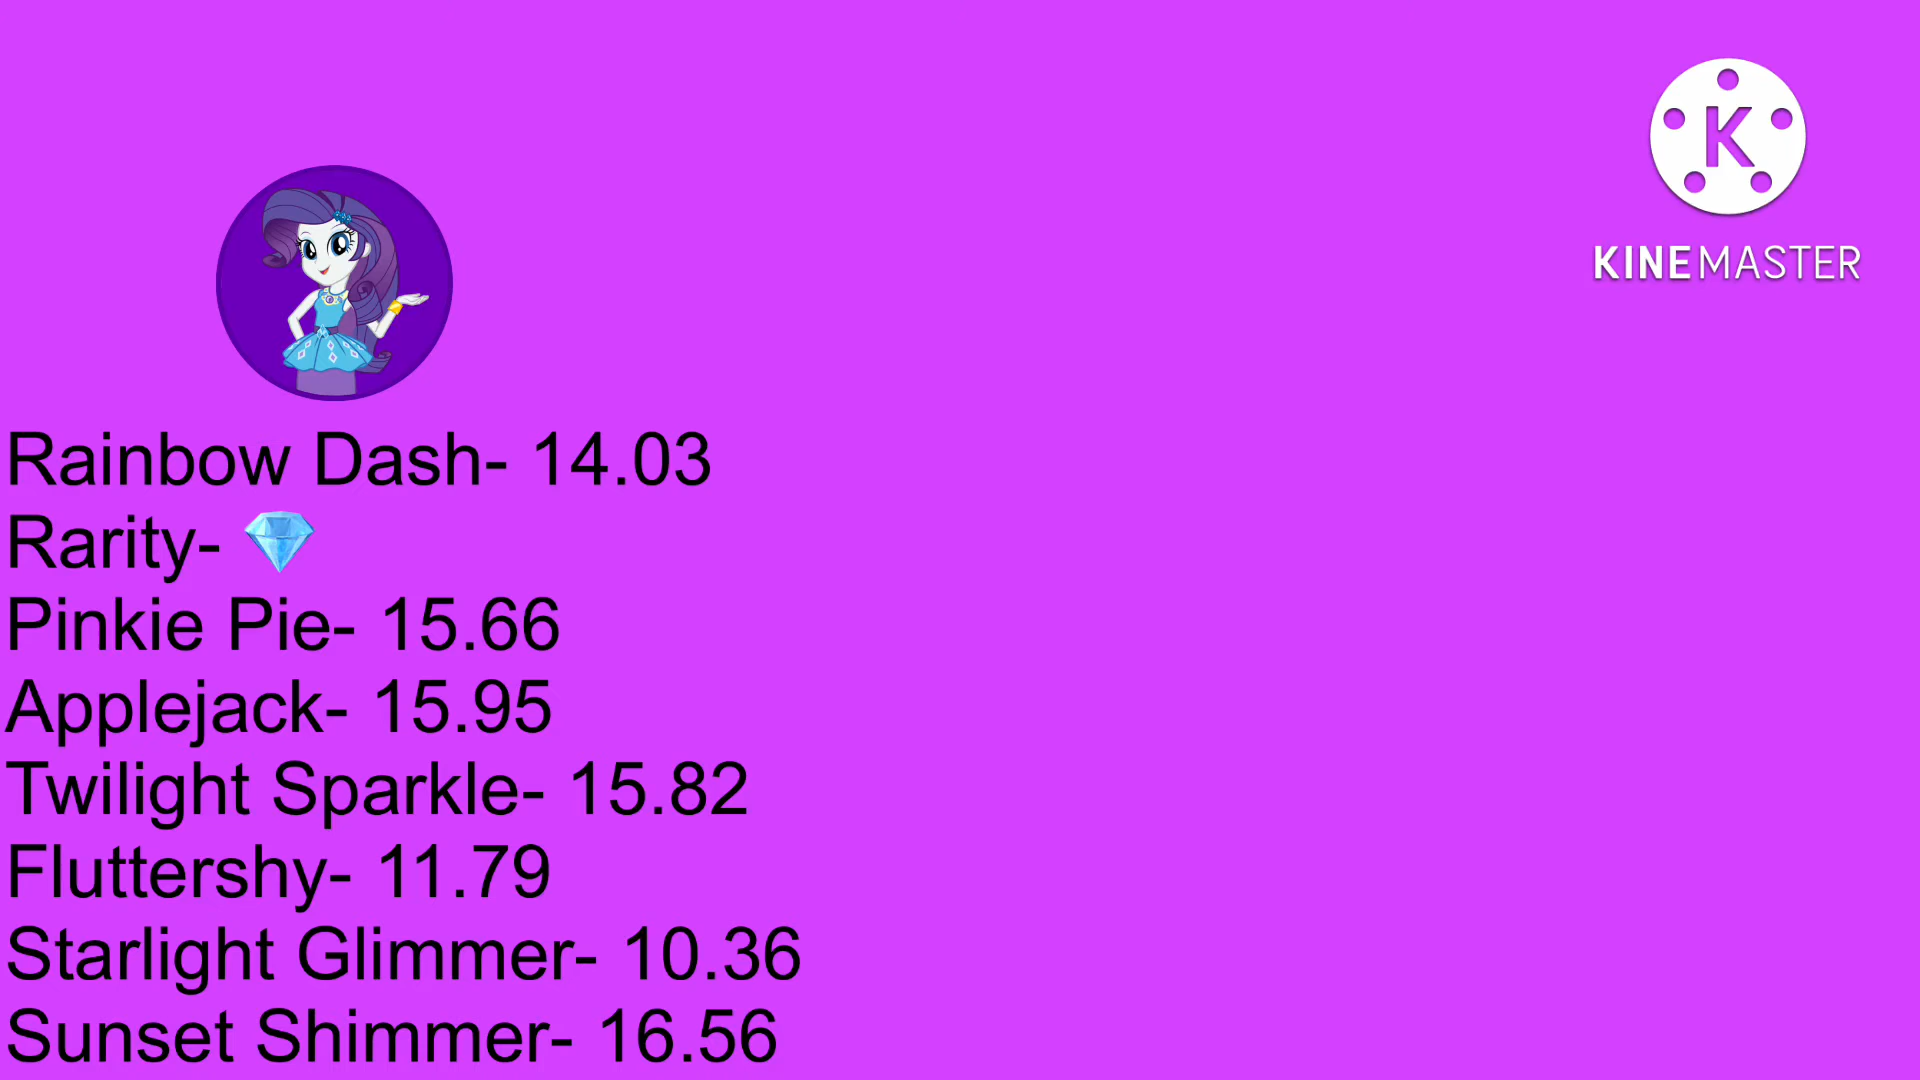 K
KINEMASTER
Rainbow Dash- 14.03
Rarity- 💎
Pinkie Pie- 15.66
Applejack- 15.95
Twilight Sparkle- 15.82
Fluttershy- 11.79
Starlight Glimmer- 10.36
Sunset Shimmer- 16.56